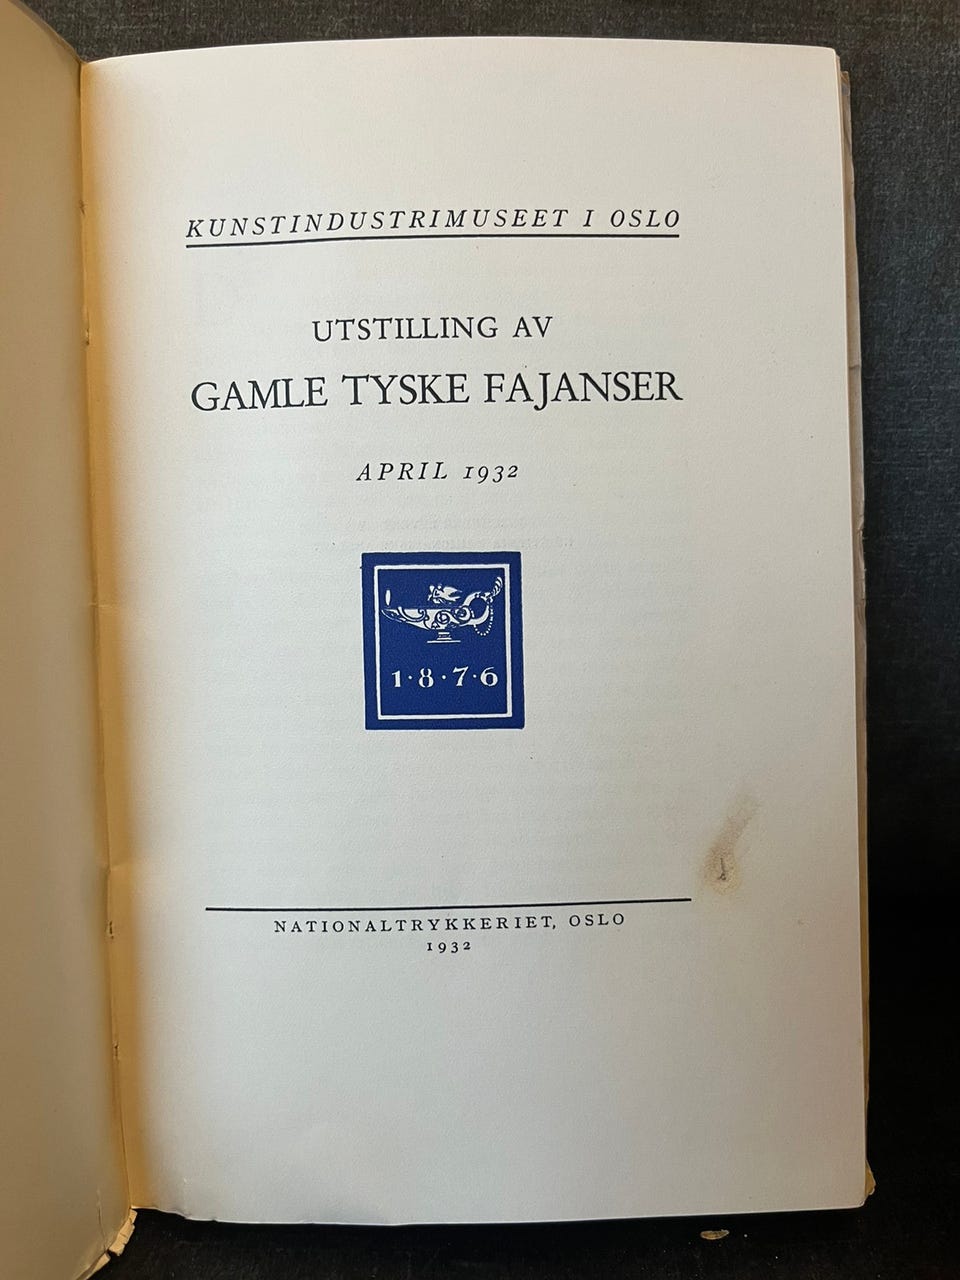 KUNSTINDUSTRIMUSEET I OSLO
UTSTILLING AV
GAMLE TYSKE FAJANSER
APRIL 1932
1·8·7·6
NATIONALTRYKKERIET, OSLO
1932